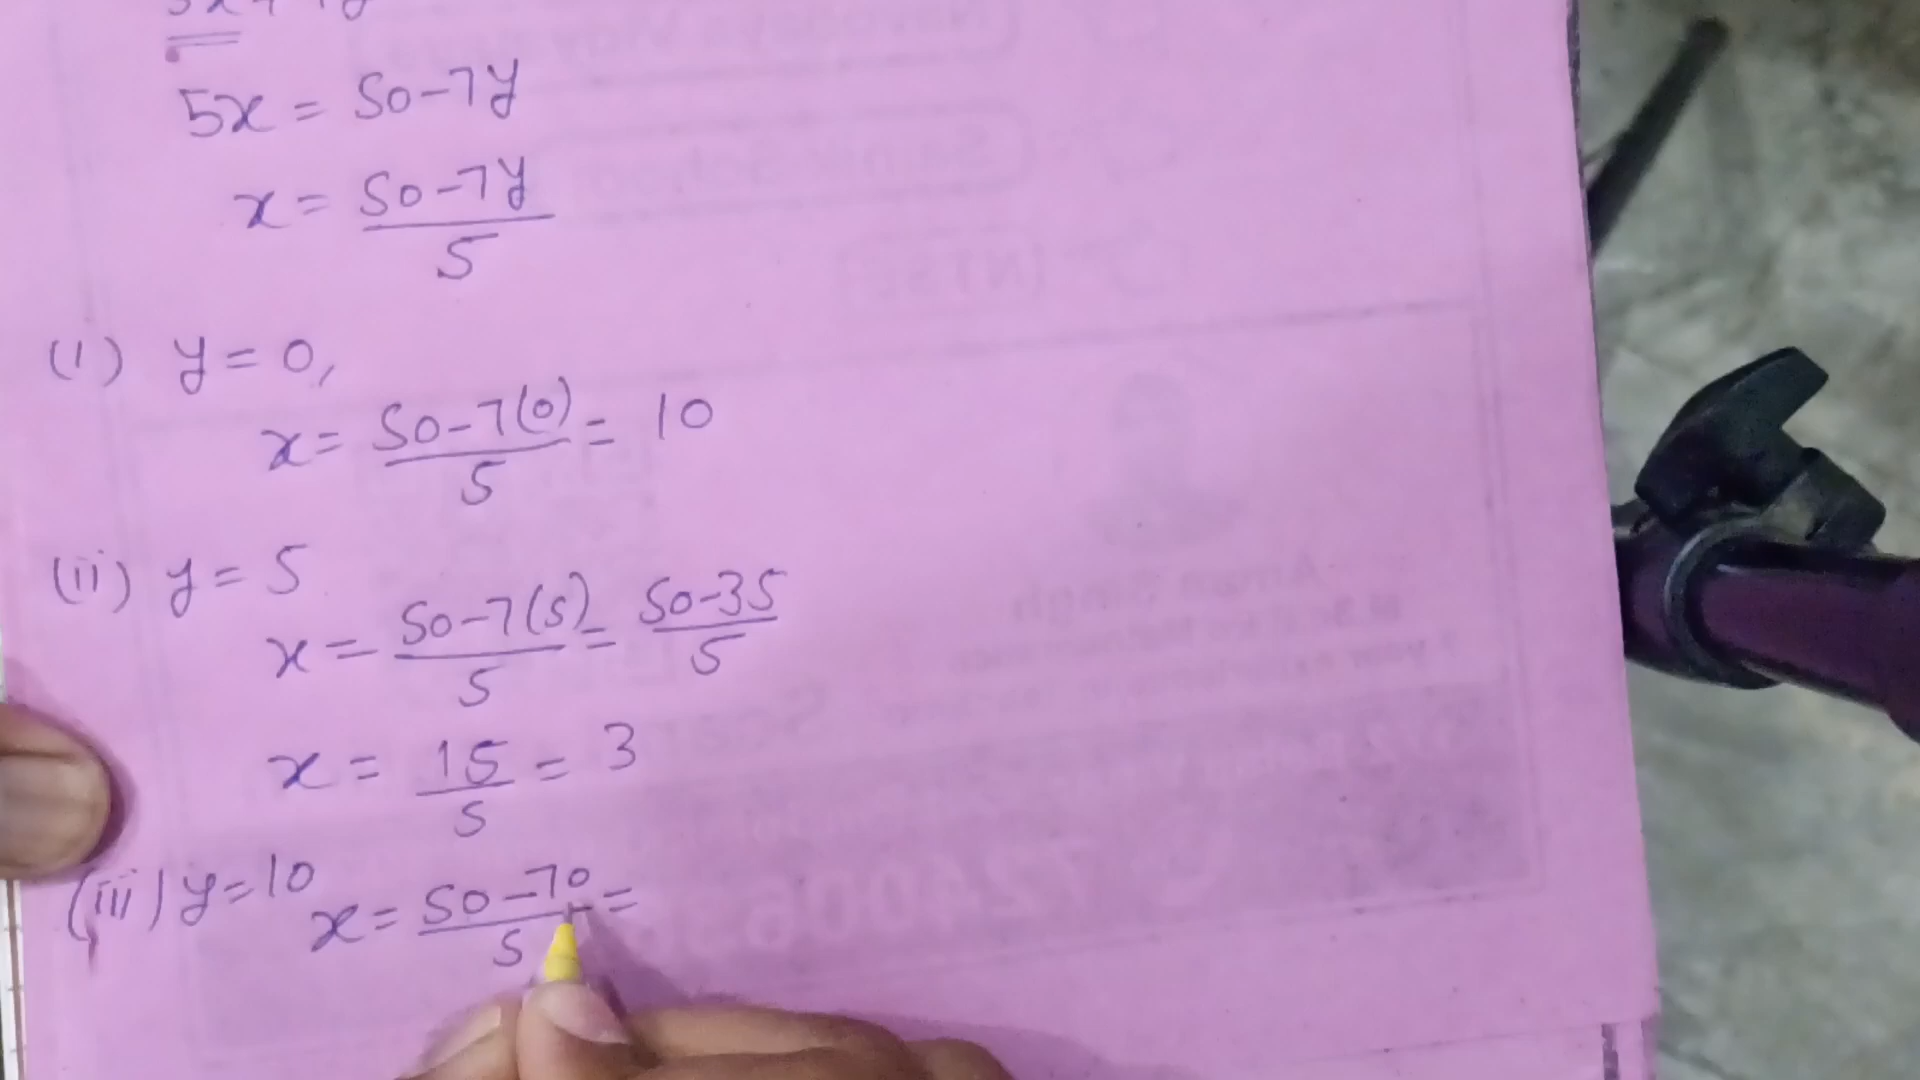 5x = 50-7y
x = 50-7y / 5
(i) y = 0,
x = 50-7(0) / 5 = 10
(ii) y = 5
x = 50-7(5) / 5 = 50-35 / 5
x = 15 / 5 = 3
(iii) y=10 x = 50-70 / 5 =